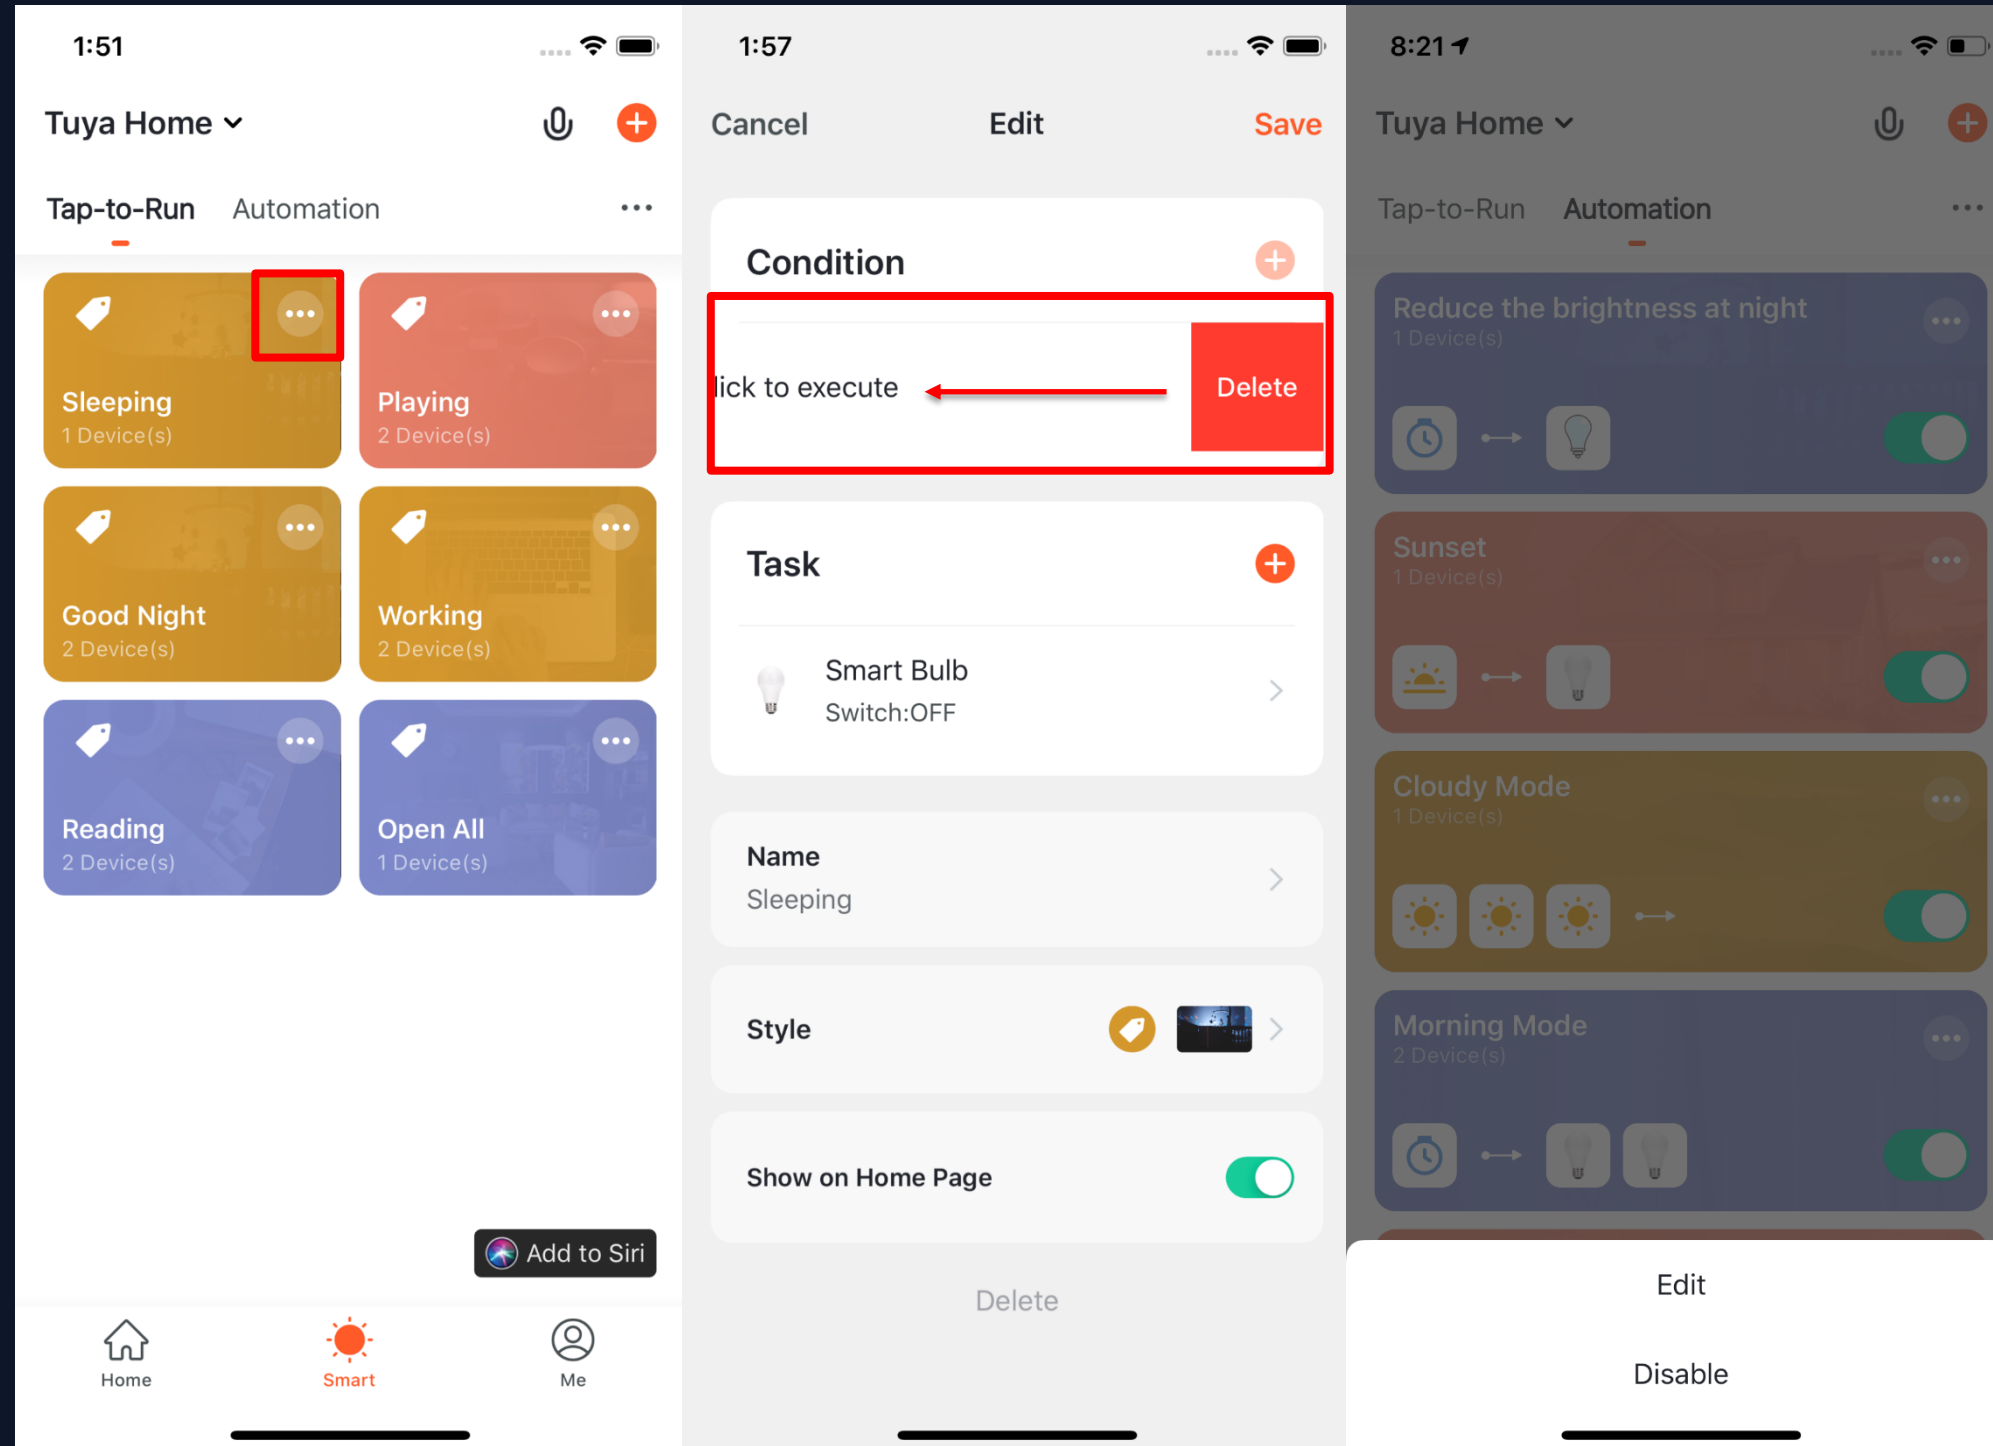 1:51
Tuya Home
Tap-to-Run Automation
Sleeping
1 Device(s)
Playing
2 Device(s)
Good Night
2 Device(s)
Working
2 Device(s)
Reading
2 Device(s)
Open All
1 Device(s)
Add to Siri
Home
Smart
Me
1:57
Cancel Edit Save
Condition
lick to execute
Delete
Task
Smart Bulb
Switch:OFF
Name
Sleeping
Style
Show on Home Page
Delete
8:21
Tuya Home
Tap-to-Run Automation
Reduce the brightness at night
1 Device(s)
Sunset
1 Device(s)
Cloudy Mode
1 Device(s)
Morning Mode
2 Device(s)
Edit
Disable